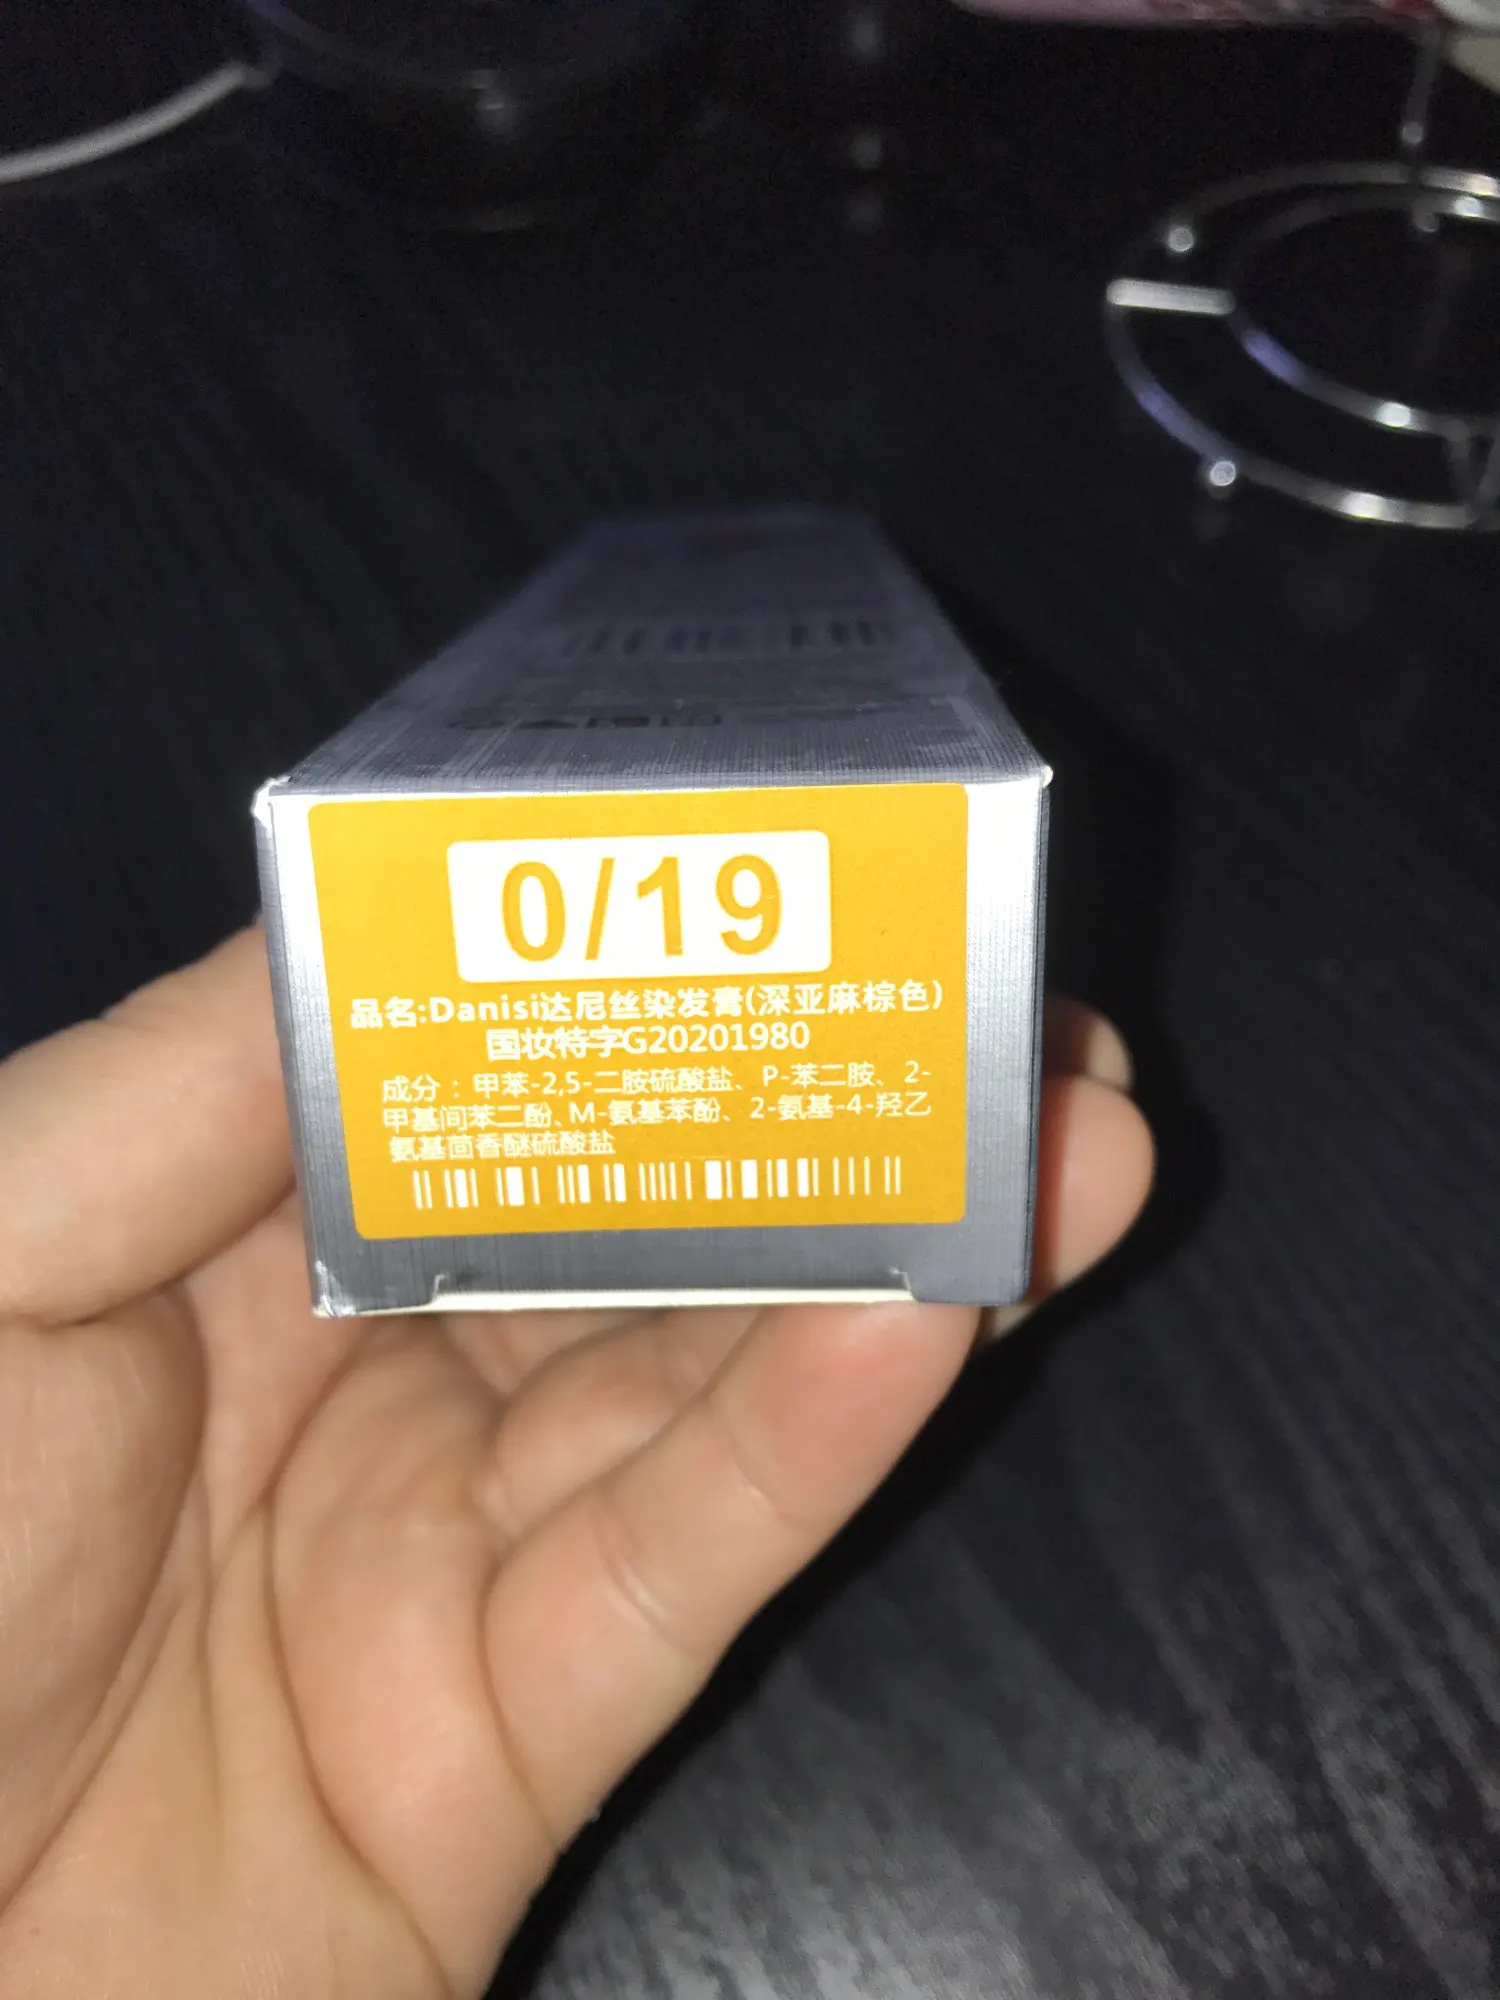 0/19
品名:Danisi达尼丝染发膏(深亚麻棕色)
国妆特字G20201980
成分：甲苯-2,5-二胺硫酸盐、P-苯二胺、2-
甲基间苯二酚、M-氨基苯酚、2-氨基-4-羟乙
氨基茴香醚硫酸盐